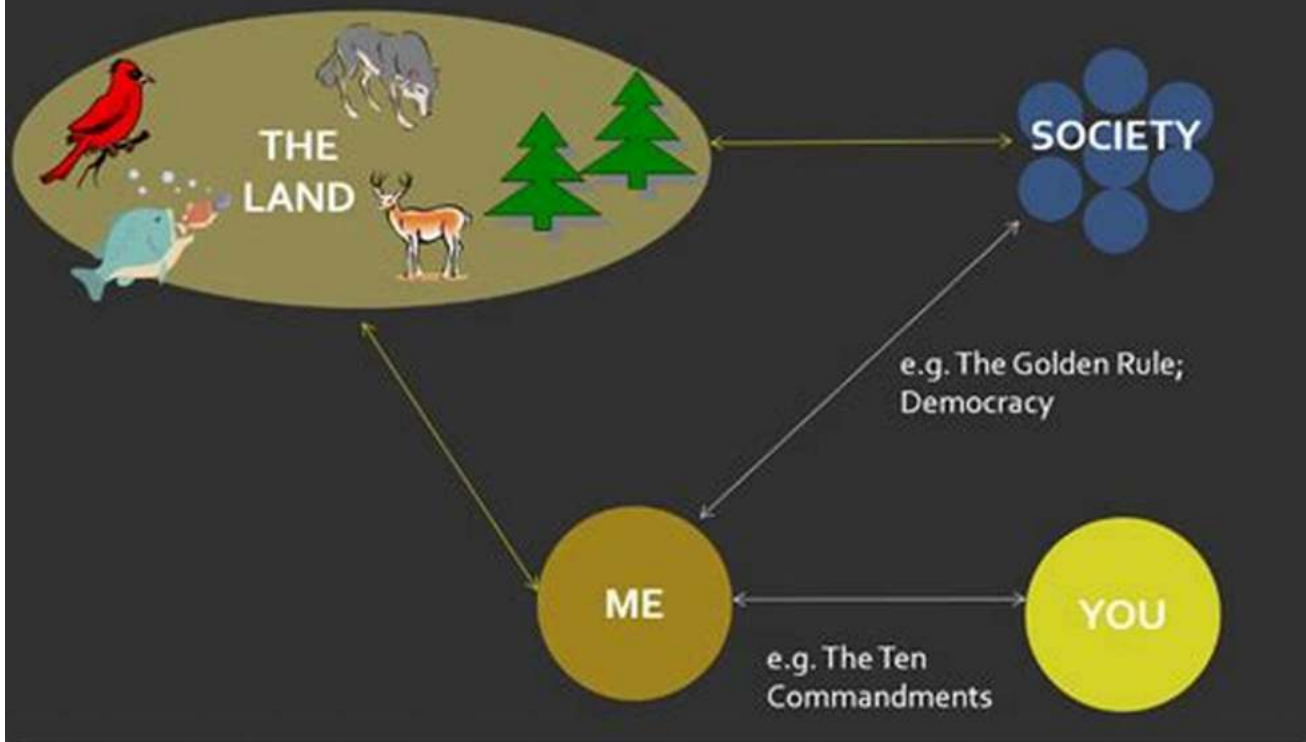 THE
LAND
SOCIETY
e.g. The Golden Rule;
Democracy
ME
YOU
e.g. The Ten
Commandments